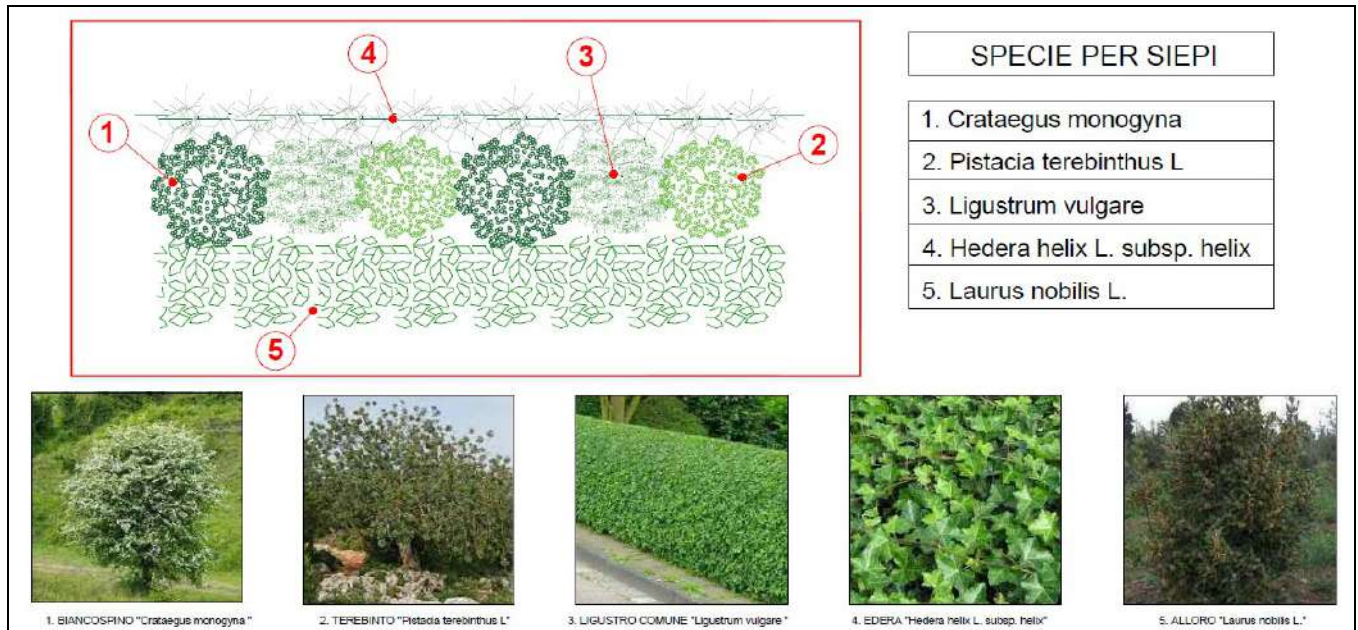 4
3
1
2
5
SPECIE PER SIEPI
1. Crataegus monogyna
2. Pistacia terebinthus L
3. Ligustrum vulgare
4. Hedera helix L. subsp. helix
5. Laurus nobilis L.
1. BIANCOSPINO "Crataegus monogyna "
2. TEREBINTO "Pistacia terebinthus L"
3. LIGUSTRO COMUNE "Ligustrum vulgare "
4. EDERA "Hedera helix L. subsp. helix"
5. ALLORO "Laurus nobilis L."